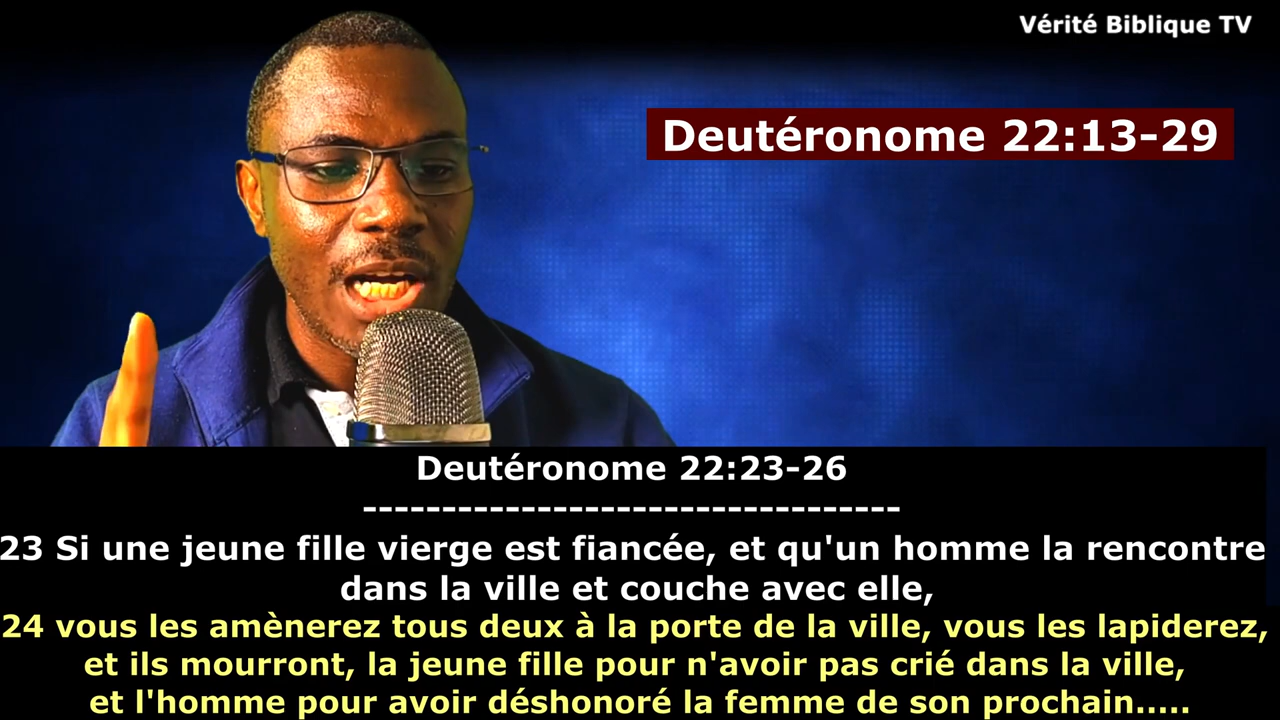 Vérité Biblique TV
Deutéronome 22:13-29
Deutéronome 22:23-26
----------------------------------
23 Si une jeune fille vierge est fiancée, et qu'un homme la rencontre
dans la ville et couche avec elle,
24 vous les amènerez tous deux à la porte de la ville, vous les lapiderez,
et ils mourront, la jeune fille pour n'avoir pas crié dans la ville,
et l'homme pour avoir déshonoré la femme de son prochain.....